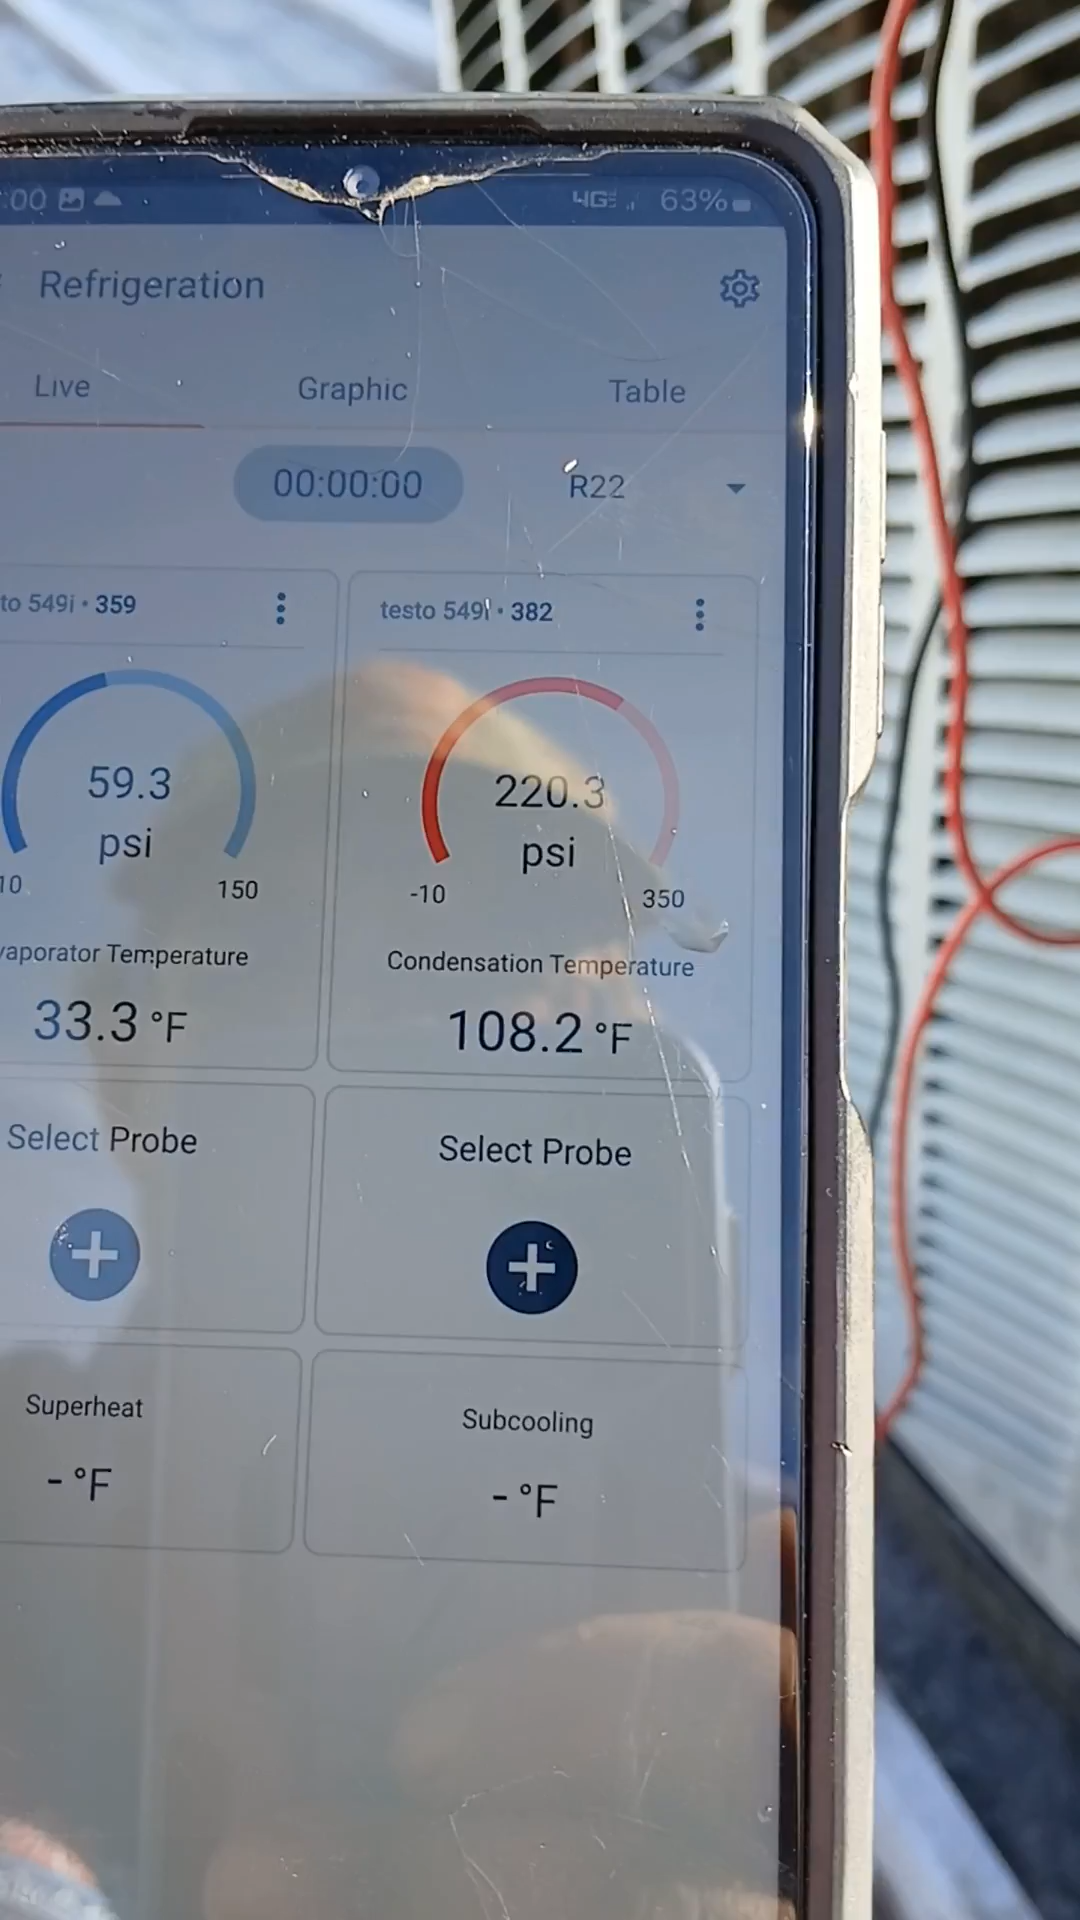 :00 4GE 63%
Refrigeration
Live Graphic Table
00:00:00 R22
to 549i • 359
testo 549i • 382
59.3
psi
10 150
220.3
psi
-10 350
vaporator Temperature
33.3 °F
Condensation Temperature
108.2 °F
Select Probe
Select Probe
Superheat
- °F
Subcooling
- °F